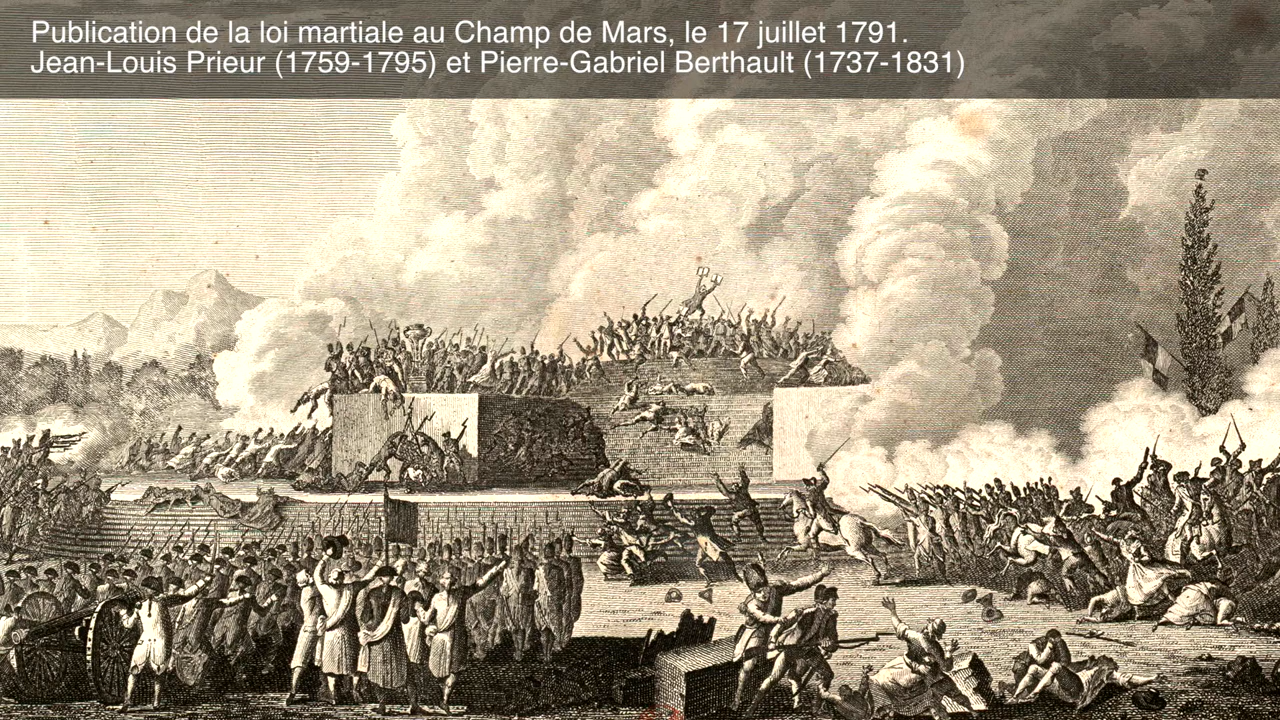 Publication de la loi martiale au Champ de Mars, le 17 juillet 1791.
Jean-Louis Prieur (1759-1795) et Pierre-Gabriel Berthault (1737-1831)